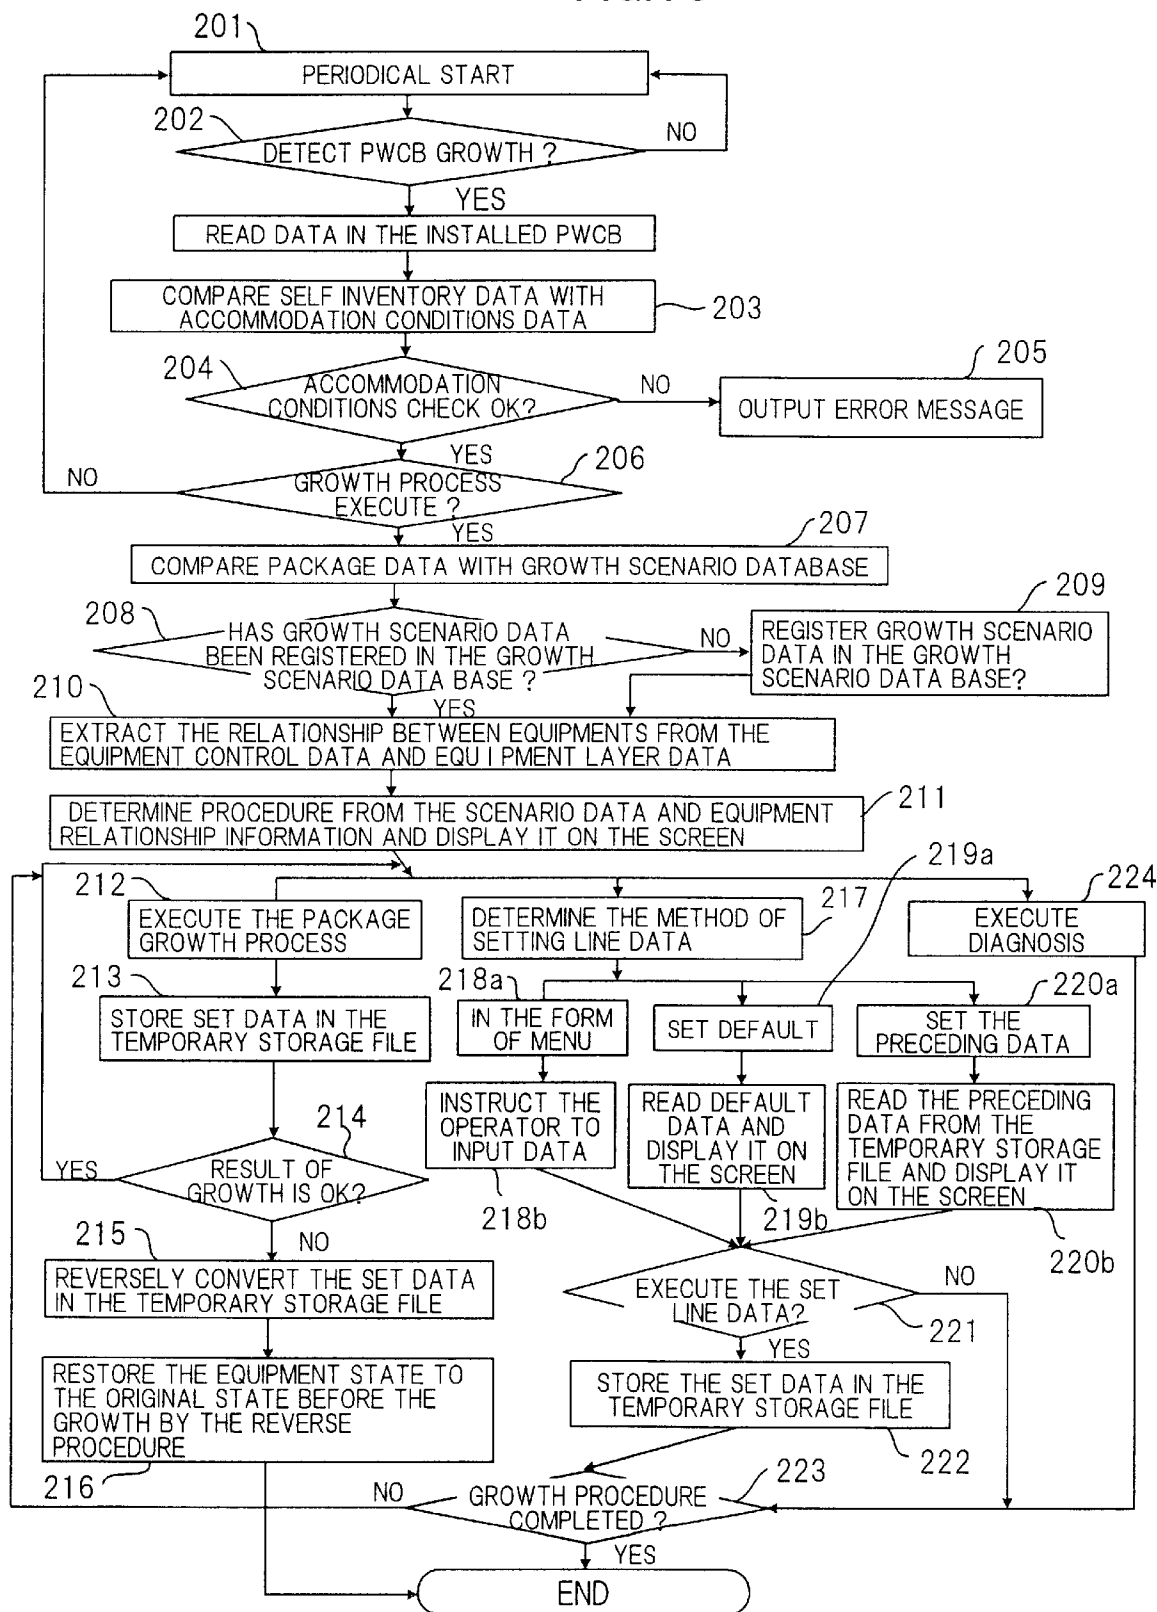 201
PERIODICAL START
202
DETECT PWCB GROWTH ?
NO
YES
READ DATA IN THE INSTALLED PWCB
COMPARE SELF INVENTORY DATA WITH
ACCOMMODATION CONDITIONS DATA
203
204
ACCOMMODATION
CONDITIONS CHECK OK?
NO
205
OUTPUT ERROR MESSAGE
YES
206
GROWTH PROCESS
EXECUTE ?
NO
YES
207
COMPARE PACKAGE DATA WITH GROWTH SCENARIO DATABASE
208
HAS GROWTH SCENARIO DATA
BEEN REGISTERED IN THE GROWTH
SCENARIO DATA BASE ?
NO
209
REGISTER GROWTH SCENARIO
DATA IN THE GROWTH
SCENARIO DATA BASE?
YES
210
EXTRACT THE RELATIONSHIP BETWEEN EQUIPMENTS FROM THE
EQUIPMENT CONTROL DATA AND EQUIPMENT LAYER DATA
211
DETERMINE PROCEDURE FROM THE SCENARIO DATA AND EQUIPMENT
RELATIONSHIP INFORMATION AND DISPLAY IT ON THE SCREEN
212
EXECUTE THE PACKAGE
GROWTH PROCESS
217
DETERMINE THE METHOD OF
SETTING LINE DATA
219a
224
EXECUTE
DIAGNOSIS
213
STORE SET DATA IN THE
TEMPORARY STORAGE FILE
218a
IN THE FORM
OF MENU
SET DEFAULT
220a
SET THE
PRECEDING DATA
214
RESULT OF
GROWTH IS OK?
YES
INSTRUCT THE
OPERATOR TO
INPUT DATA
218b
READ DEFAULT
DATA AND
DISPLAY IT ON
THE SCREEN
219b
READ THE PRECEDING
DATA FROM THE
TEMPORARY STORAGE
FILE AND DISPLAY IT
ON THE SCREEN
220b
NO
215
REVERSELY CONVERT THE SET DATA
IN THE TEMPORARY STORAGE FILE
EXECUTE THE SET
LINE DATA?
NO
221
YES
RESTORE THE EQUIPMENT STATE TO
THE ORIGINAL STATE BEFORE THE
GROWTH BY THE REVERSE
PROCEDURE
216
STORE THE SET DATA IN THE
TEMPORARY STORAGE FILE
222
223
GROWTH PROCEDURE
COMPLETED ?
NO
YES
END